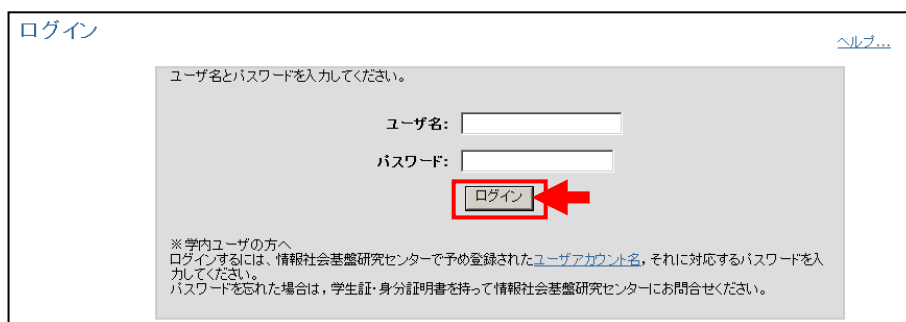 ログイン
ヘルプ...
ユーザ名とパスワードを入力してください。
ユーザ名:
パスワード:
ログイン
※学内ユーザの方へ
ログインするには、情報社会基盤研究センターで予め登録されたユーザアカウント名，それに対応するパスワードを入
力してください。
パスワードを忘れた場合は，学生証・身分証明書を持って情報社会基盤研究センターにお問合せください。